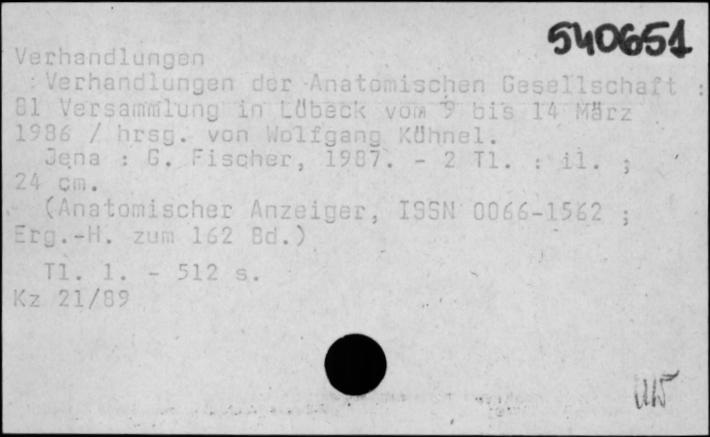 540651
Verhandlungen
: Verhandlungen der Anatomischen Gesellschaft :
81 Versammlung in Lübeck vom 9 bis 14 März
1986 / hrsg. von Wolfgang Kühnel.
Jena : G. Fischer, 1987. - 2 Tl. : il. ;
24 cm.
(Anatomischer Anzeiger, ISSN 0066-1562 ;
Erg.-H. zum 162 Bd.)
Tl. 1. - 512 s.
Kz 21/89